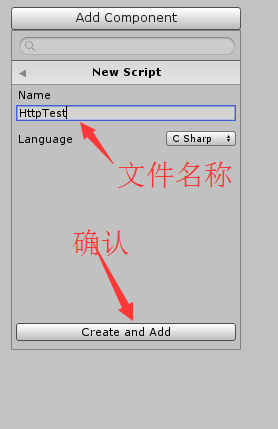 Add Component
New Script
Name
HttpTest
Language
C Sharp
文件名称
确认
Create and Add